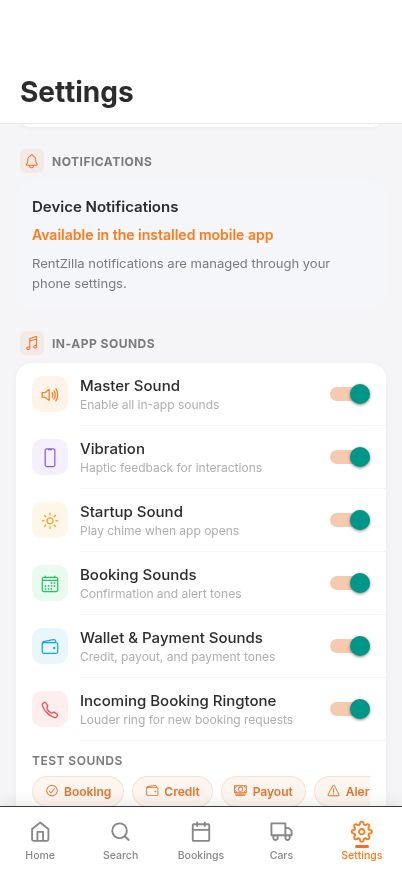 Settings
NOTIFICATIONS
Device Notifications
Available in the installed mobile app
RentZilla notifications are managed through your
phone settings.
IN-APP SOUNDS
Master Sound
Enable all in-app sounds
Vibration
Haptic feedback for interactions
Startup Sound
Play chime when app opens
Booking Sounds
Confirmation and alert tones
Wallet & Payment Sounds
Credit, payout, and payment tones
Incoming Booking Ringtone
Louder ring for new booking requests
TEST SOUNDS
Booking Credit Payout Aler
Home Search Bookings Cars Settings